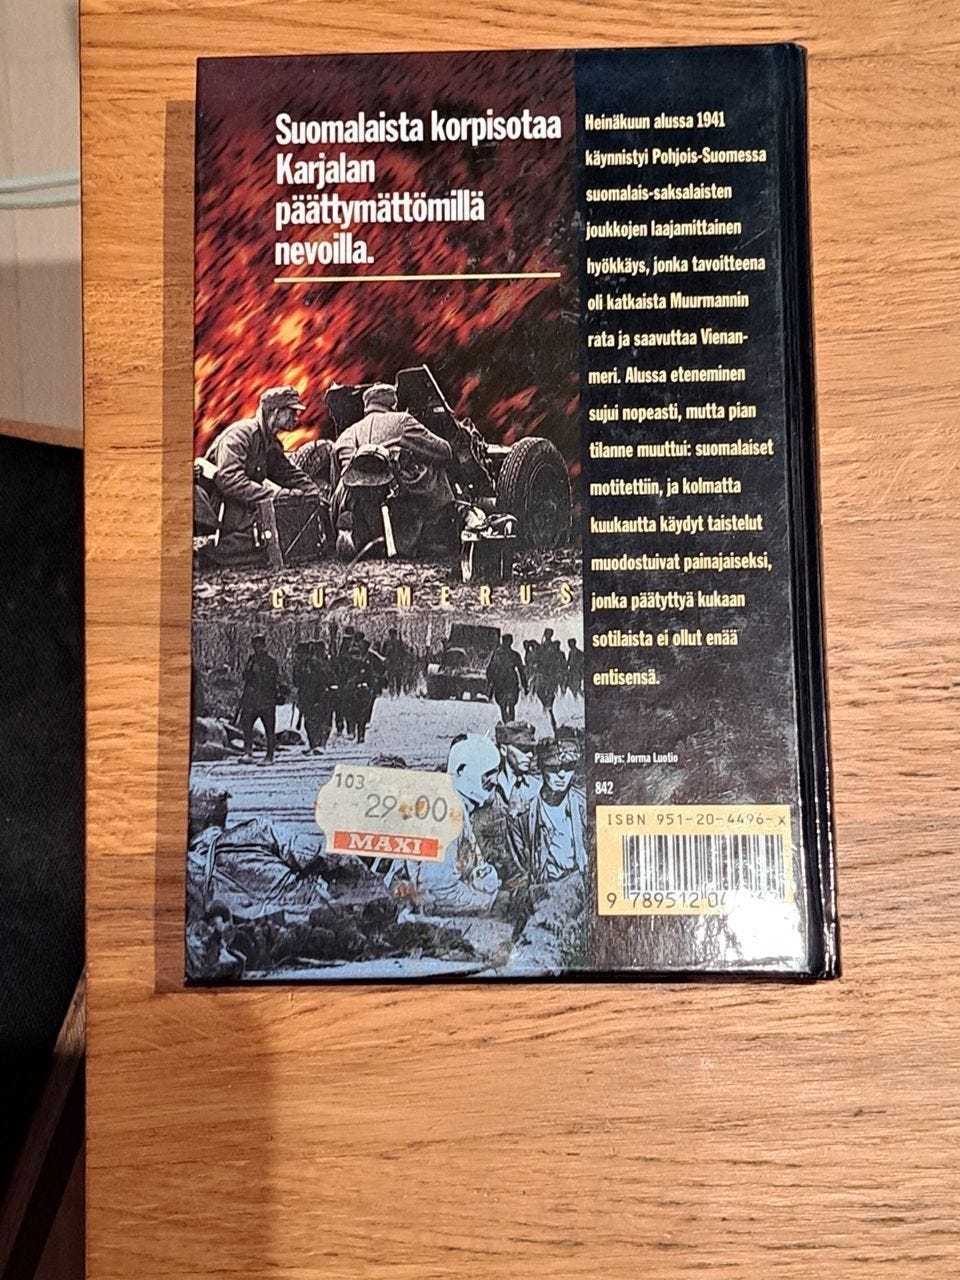 Suomalaista korpisotaa
Karjalan
päättymättömillä
nevoilla.
GUMMERUS
103
29.00
MAXI
Heinäkuun alussa 1941
käynnistyi Pohjois-Suomessa
suomalais-saksalaisten
joukkojen laajamittainen
hyökkäys, jonka tavoitteena
oli katkaista Muurmannin
rata ja saavuttaa Vienan-
meri. Alussa eteneminen
sujui nopeasti, mutta pian
tilanne muuttui: suomalaiset
motitettiin, ja kolmatta
kuukautta käydyt taistelut
muodostuivat painajaiseksi,
jonka päätyttyä kukaan
sotilaista ei ollut enää
entisensä.
Päällys: Jorma Luotio
842
ISBN 951-20-4496-x
9 789512